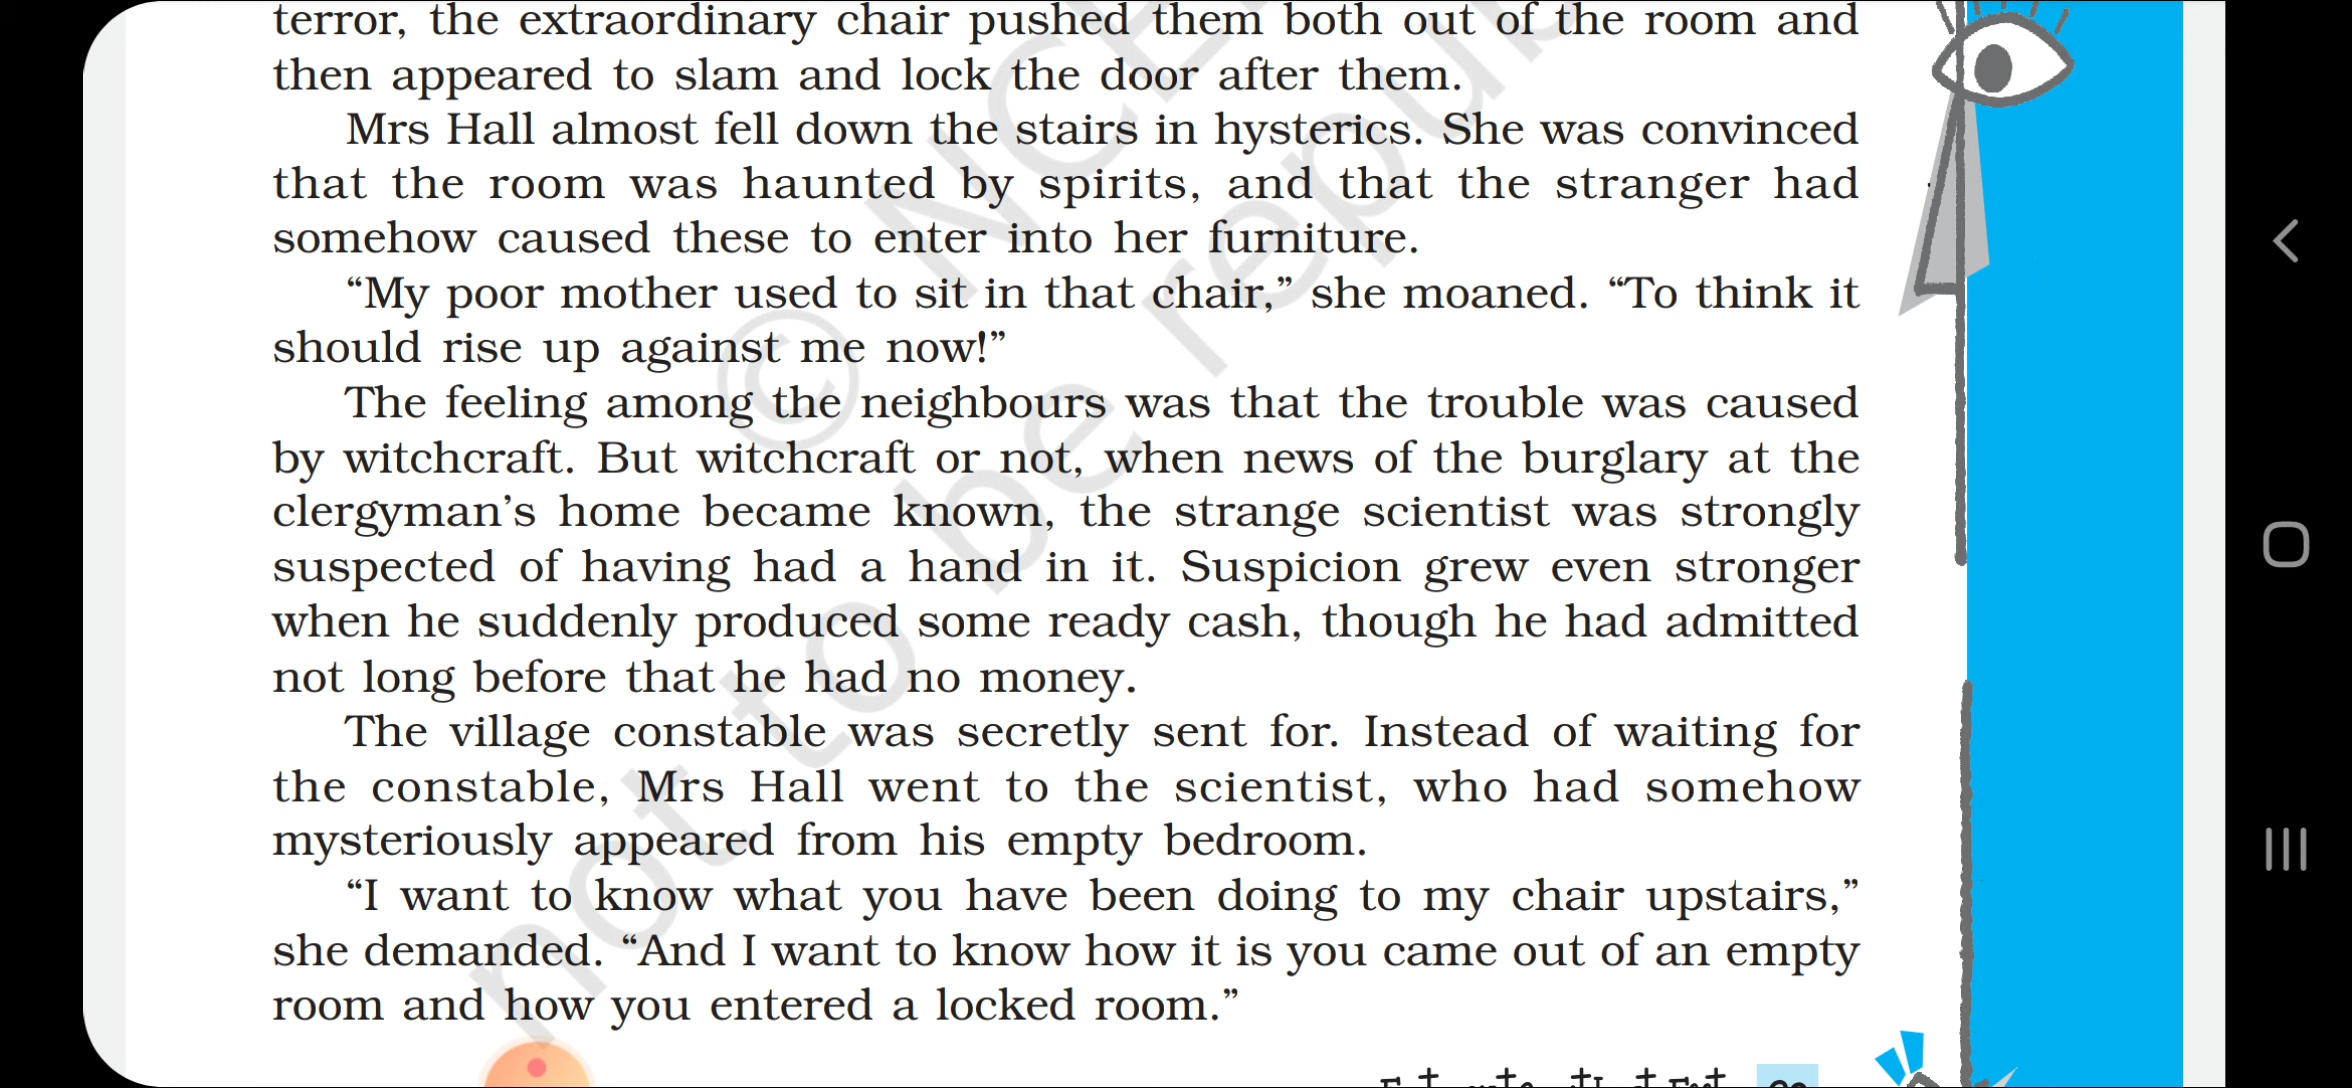 terror, the extraordinary chair pushed them both out of the room and
then appeared to slam and lock the door after them.
Mrs Hall almost fell down the stairs in hysterics. She was convinced
that the room was haunted by spirits, and that the stranger had
somehow caused these to enter into her furniture.
“My poor mother used to sit in that chair,” she moaned. “To think it
should rise up against me now!”
The feeling among the neighbours was that the trouble was caused
by witchcraft. But witchcraft or not, when news of the burglary at the
clergyman’s home became known, the strange scientist was strongly
suspected of having had a hand in it. Suspicion grew even stronger
when he suddenly produced some ready cash, though he had admitted
not long before that he had no money.
The village constable was secretly sent for. Instead of waiting for
the constable, Mrs Hall went to the scientist, who had somehow
mysteriously appeared from his empty bedroom.
“I want to know what you have been doing to my chair upstairs,”
she demanded. “And I want to know how it is you came out of an empty
room and how you entered a locked room.”
©
not to be